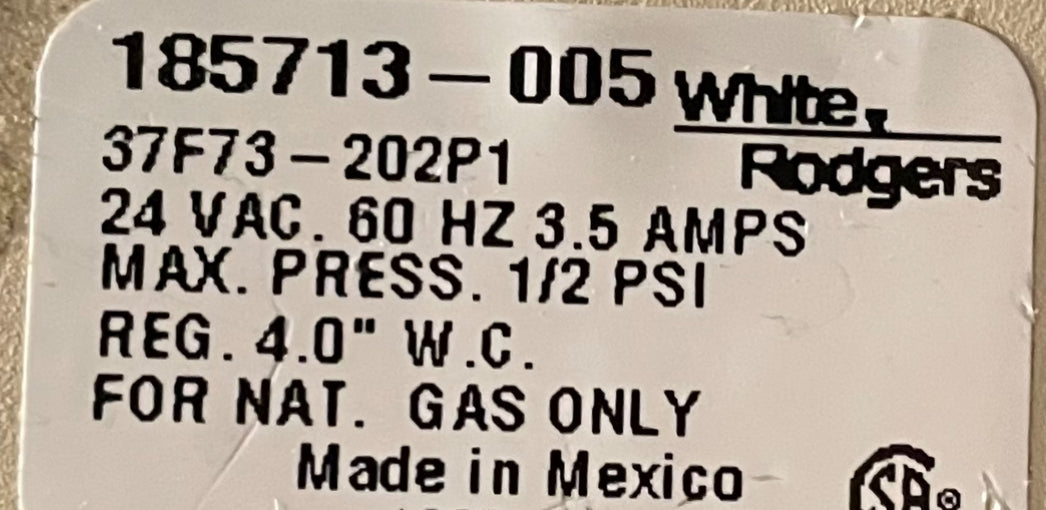 185713-005
White,
Rodgers
37F73-202P1
24 VAC. 60 HZ 3.5 AMPS
MAX. PRESS. 1/2 PSI
REG. 4.0" W.C.
FOR NAT. GAS ONLY
Made in Mexico
SA®